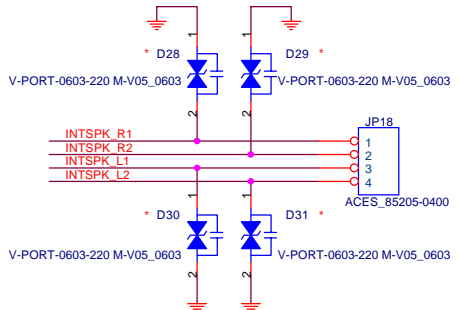 1 1
* D28 D29 *
V-PORT-0603-220 M-V05_0603 V-PORT-0603-220 M-V05_0603
2 2
JP18
INTSPK_R1 1
INTSPK_R2 2
INTSPK_L1 3
INTSPK_L2 4
ACES_85205-0400
1 1
* D30 D31 *
V-PORT-0603-220 M-V05_0603 V-PORT-0603-220 M-V05_0603
2 2